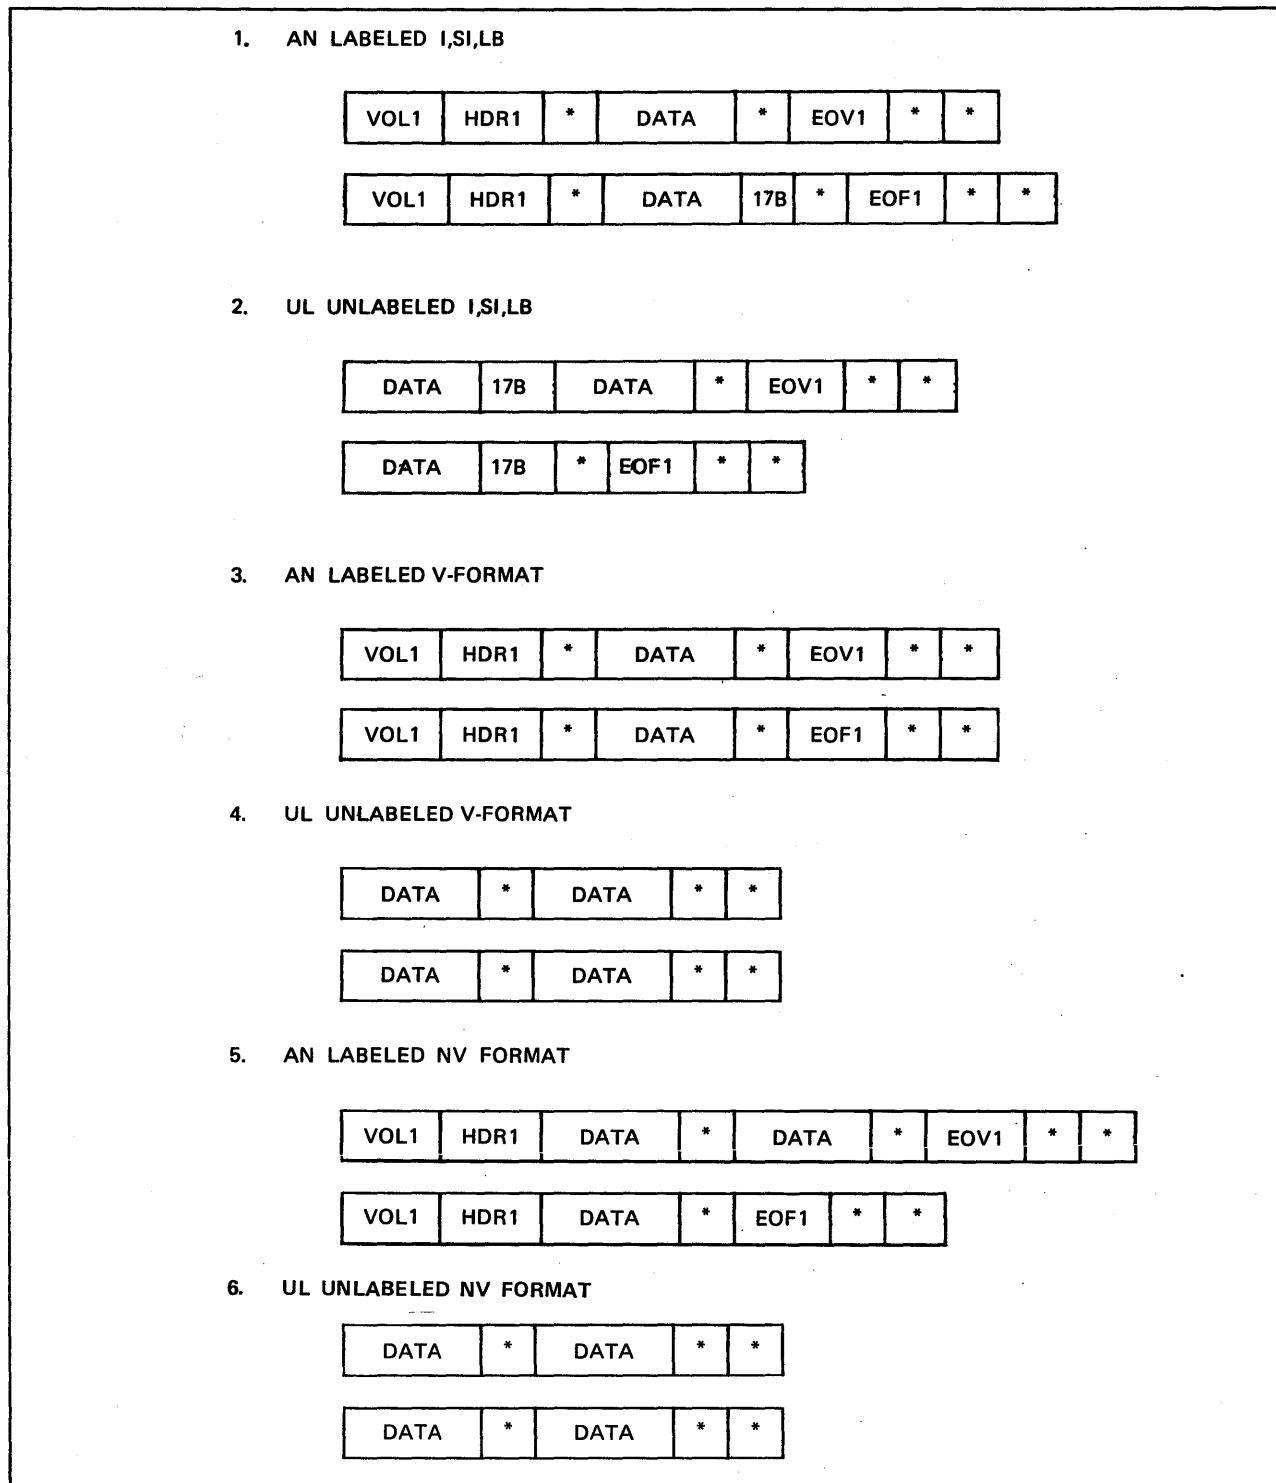 1. AN LABELED I,SI,LB
VOL1 HDR1 * DATA * EOV1 * *
VOL1 HDR1 * DATA 17B * EOF1 * *
2. UL UNLABELED I,SI,LB
DATA 17B DATA * EOV1 * *
DATA 17B * EOF1 * *
3. AN LABELED V-FORMAT
VOL1 HDR1 * DATA * EOV1 * *
VOL1 HDR1 * DATA * EOF1 * *
4. UL UNLABELED V-FORMAT
DATA * DATA * *
DATA * DATA * *
5. AN LABELED NV FORMAT
VOL1 HDR1 DATA * DATA * EOV1 * *
VOL1 HDR1 DATA * EOF1 * *
6. UL UNLABELED NV FORMAT
DATA * DATA * *
DATA * DATA * *